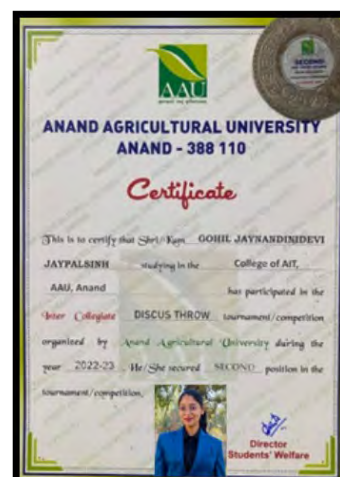 AAU
SECOND
ANAND AGRICULTURAL UNIVERSITY
ANAND - 388 110
Certificate
This is to certify that Shri/Kum GOHIL JAYNANDINIDEVI
JAYPALSINH studying in the College of AIT,
AAU, Anand has participated in the
Inter Collegiate DISCUS THROW tournament/competition
organized by Anand Agricultural University during the
year 2022-23. He/She secured SECOND position in the
tournament/competition.
Director
Students' Welfare